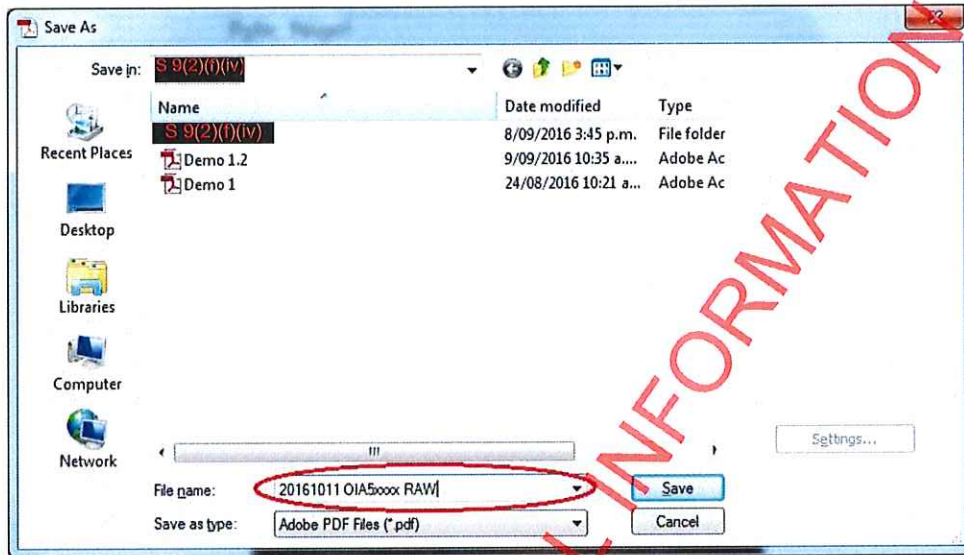 Save As
Save in: S 9(2)(f)(iv)
Name Date modified Type
S 9(2)(f)(iv) 8/09/2016 3:45 p.m. File folder
Demo 1.2 9/09/2016 10:35 a.... Adobe Ac
Demo 1 24/08/2016 10:21 a... Adobe Ac
Recent Places
Desktop
Libraries
Computer
Network
Settings...
File name: 20161011 OIA5xxxx RAW Save
Save as type: Adobe PDF Files (*.pdf) Cancel
L INFORMATION